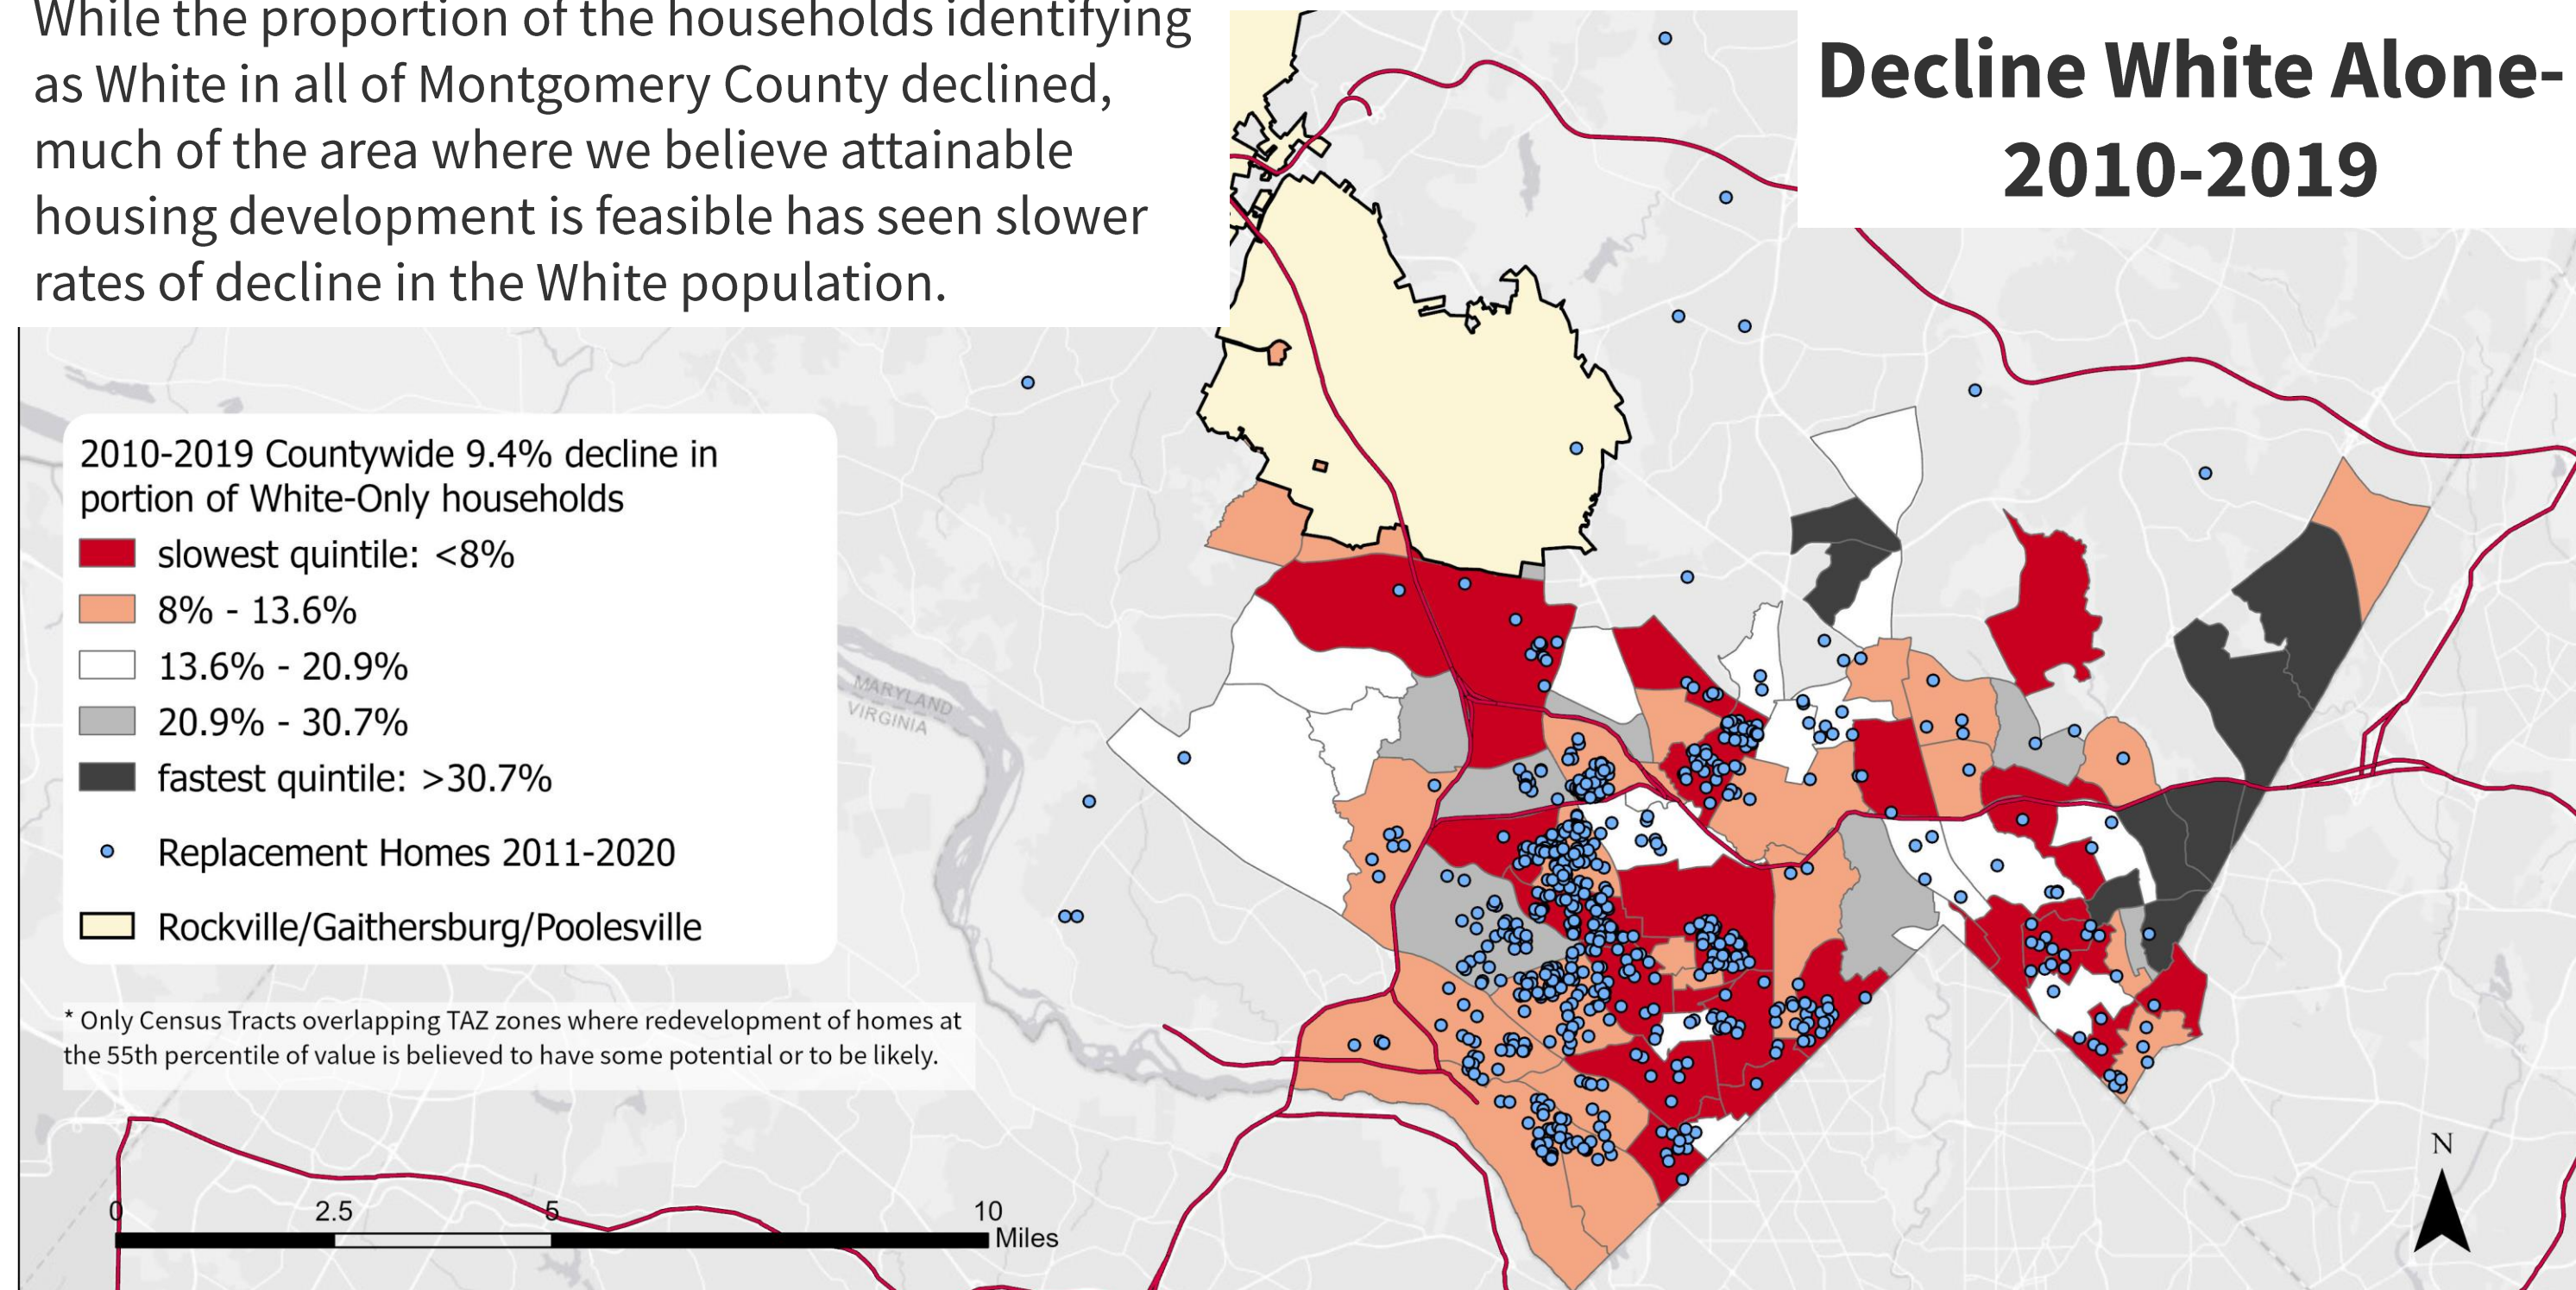 While the proportion of the households identifying
as White in all of Montgomery County declined,
much of the area where we believe attainable
housing development is feasible has seen slower
rates of decline in the White population.
Decline White Alone-
2010-2019
2010-2019 Countywide 9.4% decline in
portion of White-Only households
slowest quintile: <8%
8% - 13.6%
13.6% - 20.9%
20.9% - 30.7%
fastest quintile: >30.7%
Replacement Homes 2011-2020
Rockville/Gaithersburg/Poolesville
MARYLAND
VIRGINIA
* Only Census Tracts overlapping TAZ zones where redevelopment of homes at
the 55th percentile of value is believed to have some potential or to be likely.
0 2.5 5 10
Miles
N